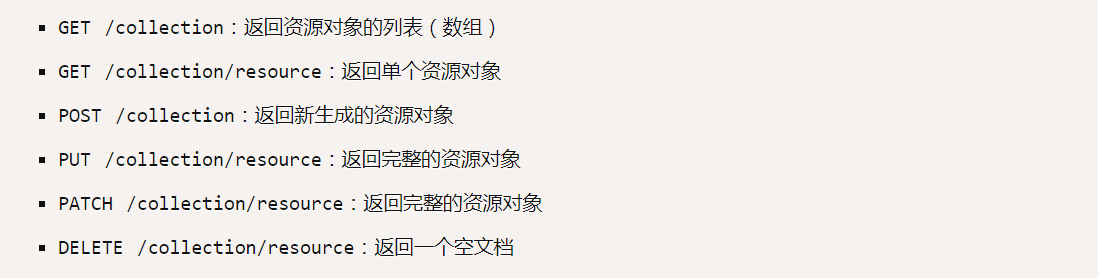 GET /collection：返回资源对象的列表（数组）
GET /collection/resource：返回单个资源对象
POST /collection：返回新生成的资源对象
PUT /collection/resource：返回完整的资源对象
PATCH /collection/resource：返回完整的资源对象
DELETE /collection/resource：返回一个空文档